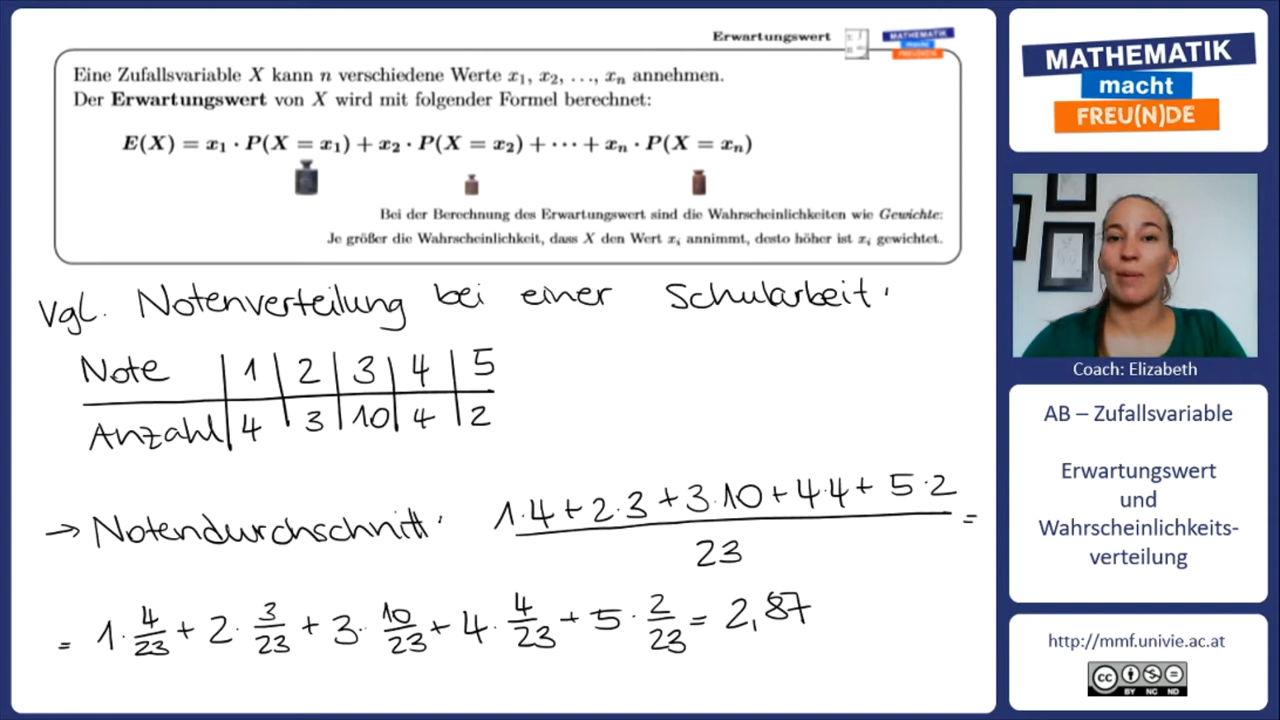 Erwartungswert
MATHEMATIK
macht
FREU(N)DE
Eine Zufallsvariable X kann n verschiedene Werte x₁, x₂, ..., xₙ annehmen.
Der Erwartungswert von X wird mit folgender Formel berechnet:
E(X) = x₁ · P(X = x₁) + x₂ · P(X = x₂) + ··· + xₙ · P(X = xₙ)
Bei der Berechnung des Erwartungswert sind die Wahrscheinlichkeiten wie Gewichte:
Je größer die Wahrscheinlichkeit, dass X den Wert xᵢ annimmt, desto höher ist xᵢ gewichtet.
Vgl. Notenverteilung bei einer Schularbeit:
Note | 1 | 2 | 3 | 4 | 5
Anzahl | 4 | 3 | 10 | 4 | 2
→ Notendurchschnitt: 1·4+2·3+3·10+4·4+5·2 =
23
= 1·4/23 + 2·3/23 + 3·10/23 + 4·4/23 + 5·2/23 = 2,87
MATHEMATIK
macht
FREU(N)DE
Coach: Elizabeth
AB – Zufallsvariable
Erwartungswert
und
Wahrscheinlichkeits-
verteilung
http://mmf.univie.ac.at
cc
BY NC ND